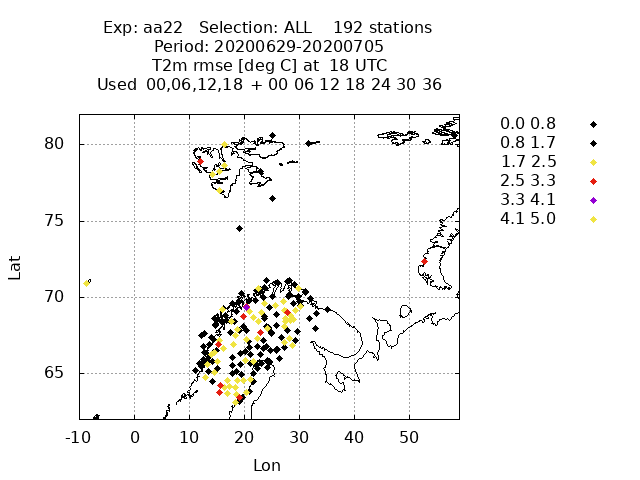 Exp: aa22 Selection: ALL 192 stations
Period: 20200629-20200705
T2m rmse [deg C] at 18 UTC
Used 00,06,12,18 + 00 06 12 18 24 30 36
0.0 0.8
0.8 1.7
1.7 2.5
2.5 3.3
3.3 4.1
4.1 5.0
80
75
70
65
Lat
-10 0 10 20 30 40 50
Lon